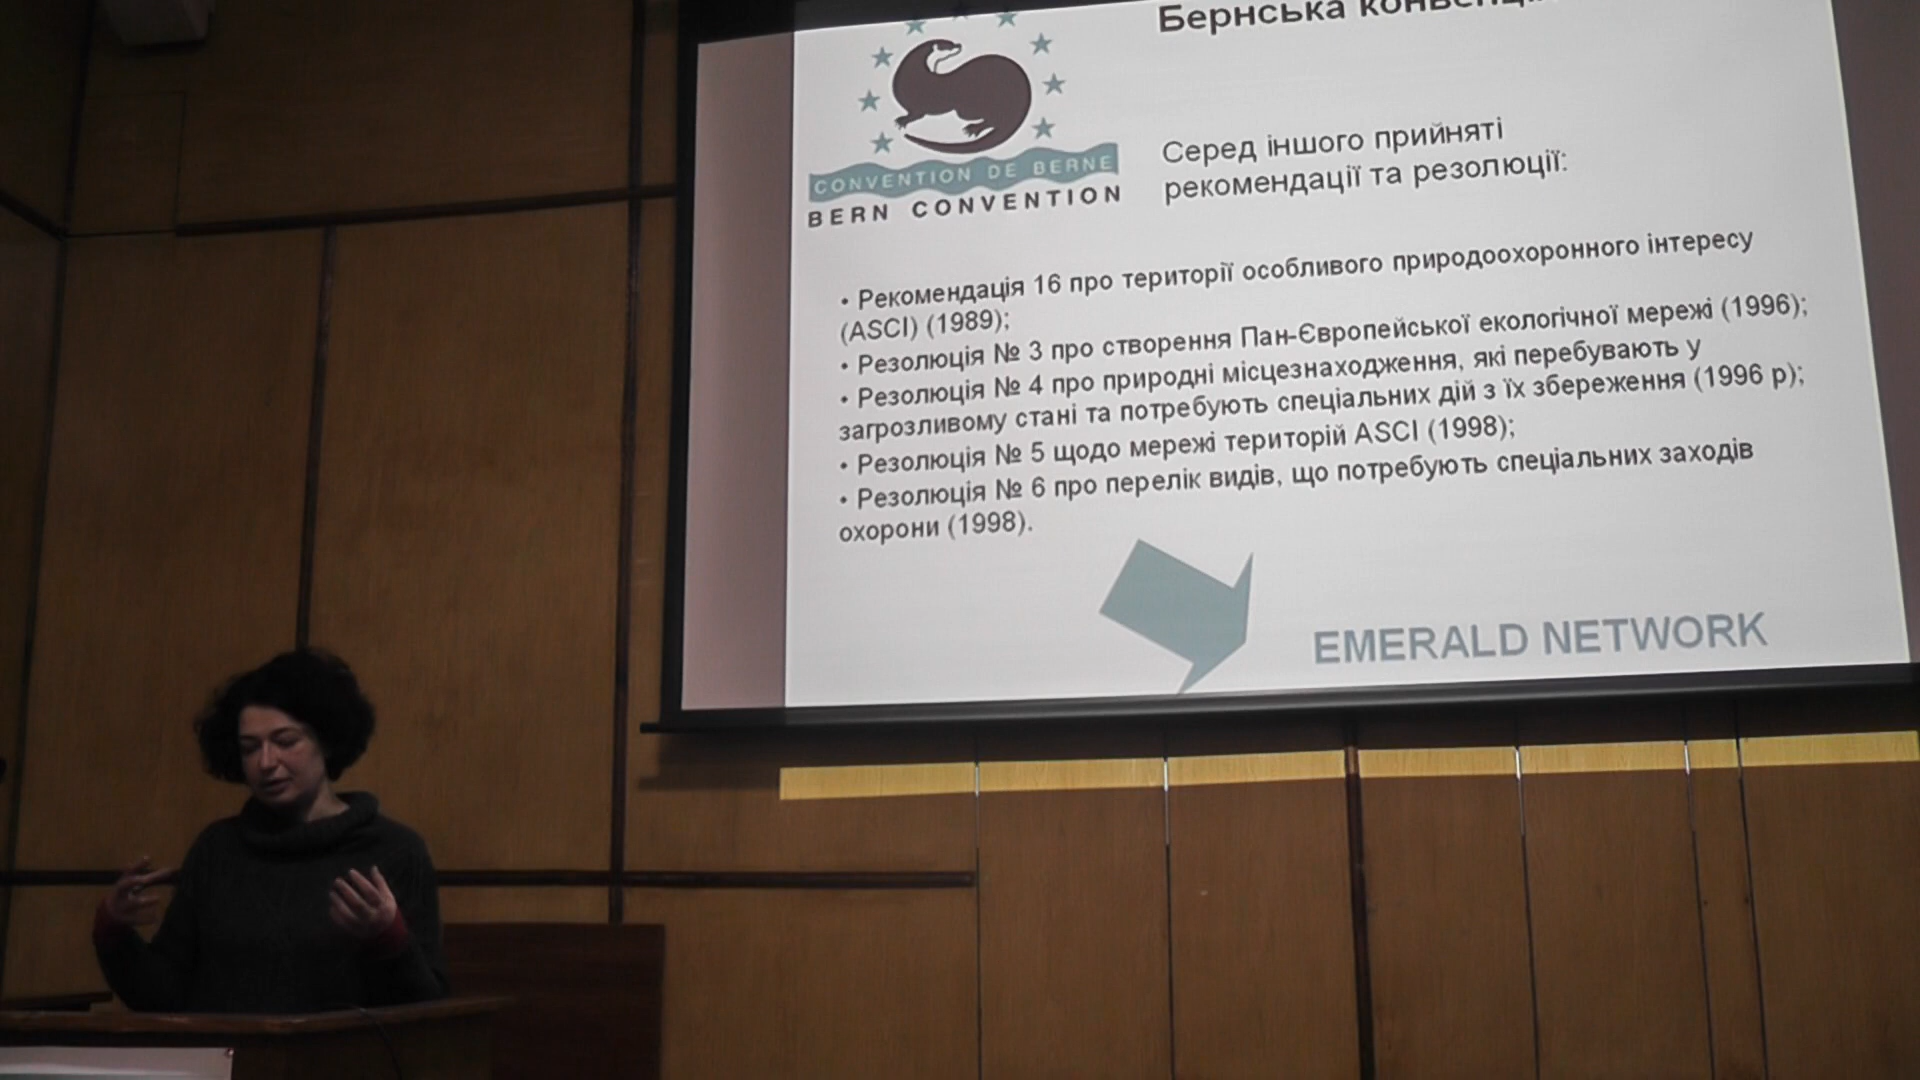 Бернська
CONVENTION DE BERNE
BERN CONVENTION
Серед іншого прийняті
рекомендації та резолюції:
• Рекомендація 16 про території особливого природоохоронного інтересу
(ASCI) (1989);
• Резолюція № 3 про створення Пан-Європейської екологічної мережі (1996);
• Резолюція № 4 про природні місцезнаходження, які перебувають у
загрозливому стані та потребують спеціальних дій з їх збереження (1996 р);
• Резолюція № 5 щодо мережі територій ASCI (1998);
• Резолюція № 6 про перелік видів, що потребують спеціальних заходів
охорони (1998).
EMERALD NETWORK